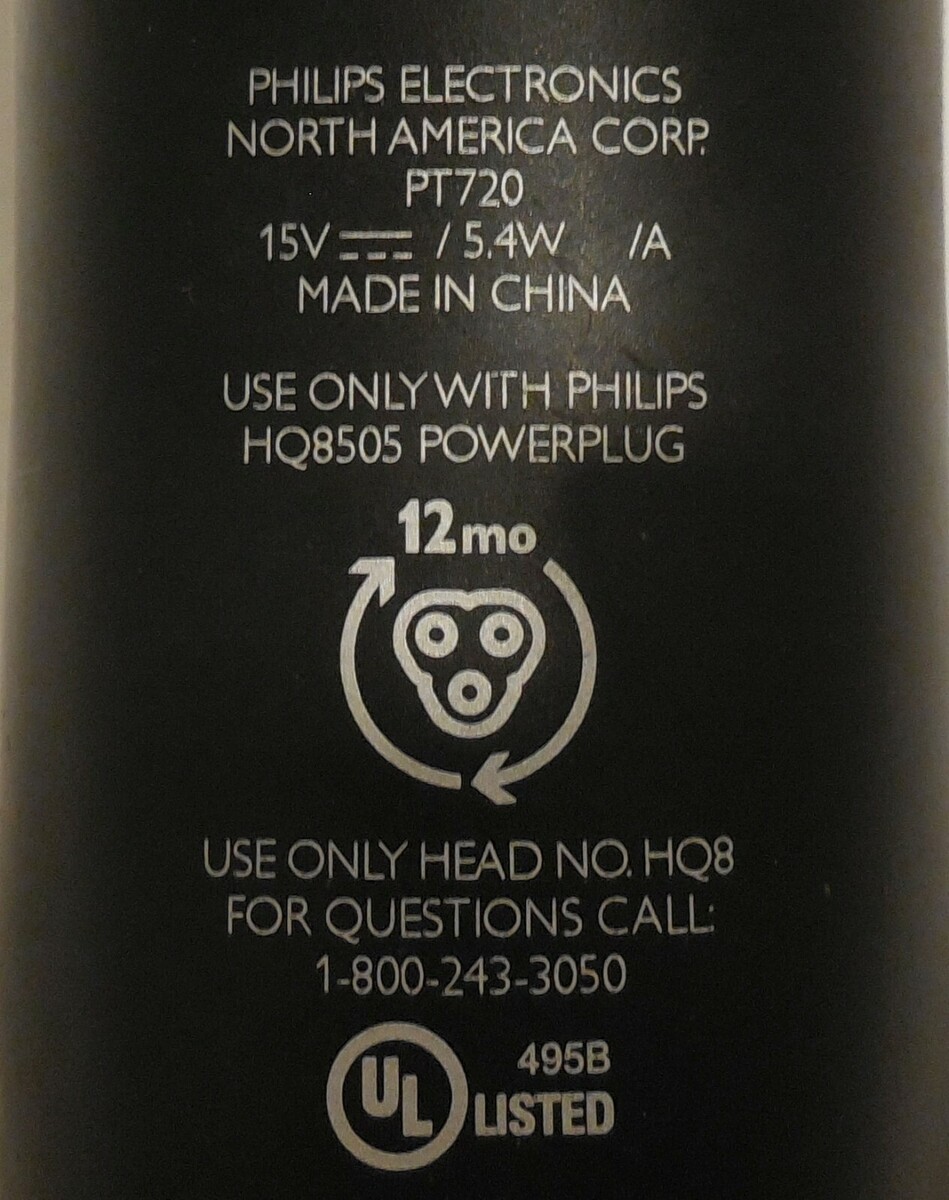 PHILIPS ELECTRONICS
NORTH AMERICA CORP.
PT720
15V ⎓ / 5.4W /A
MADE IN CHINA
USE ONLY WITH PHILIPS
HQ8505 POWERPLUG
12mo
USE ONLY HEAD NO. HQ8
FOR QUESTIONS CALL:
1-800-243-3050
UL 495B
LISTED